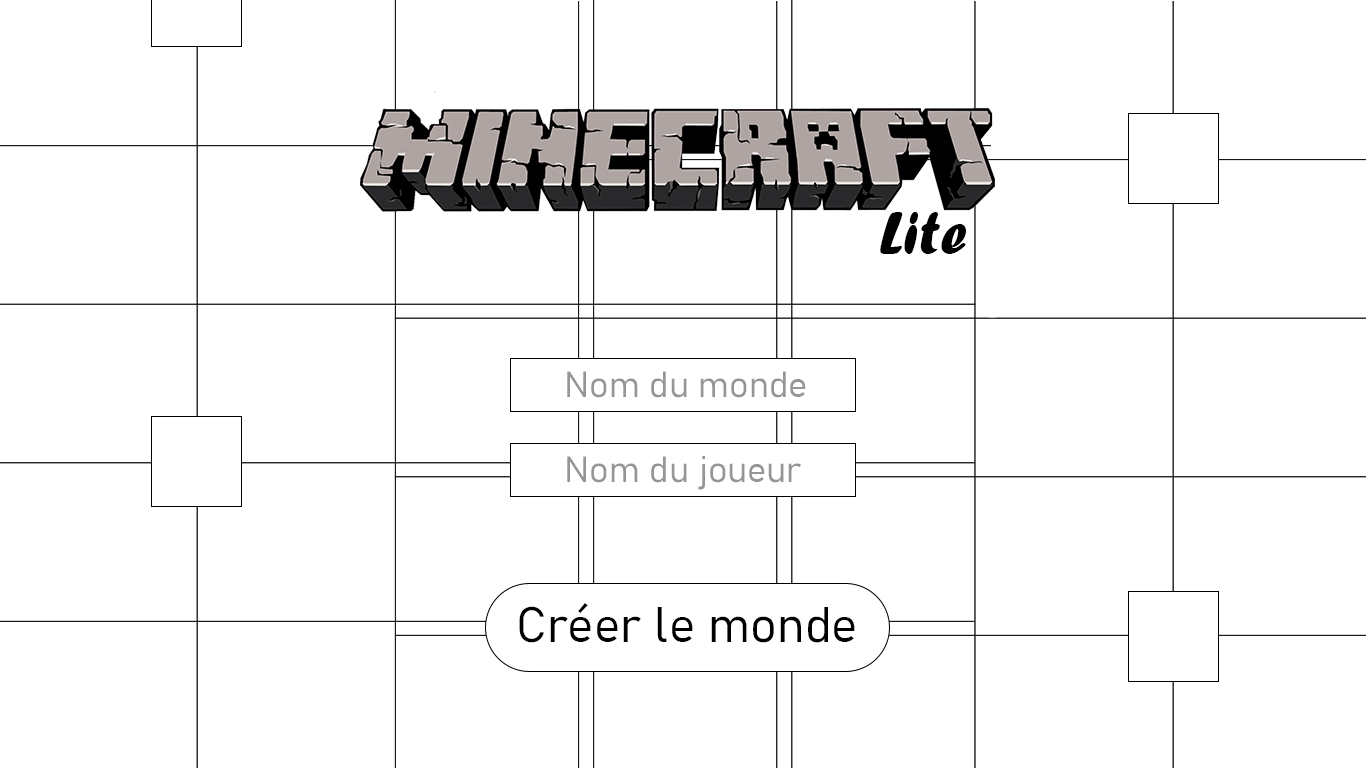 MINECRAFT
Lite
Nom du monde
Nom du joueur
Créer le monde